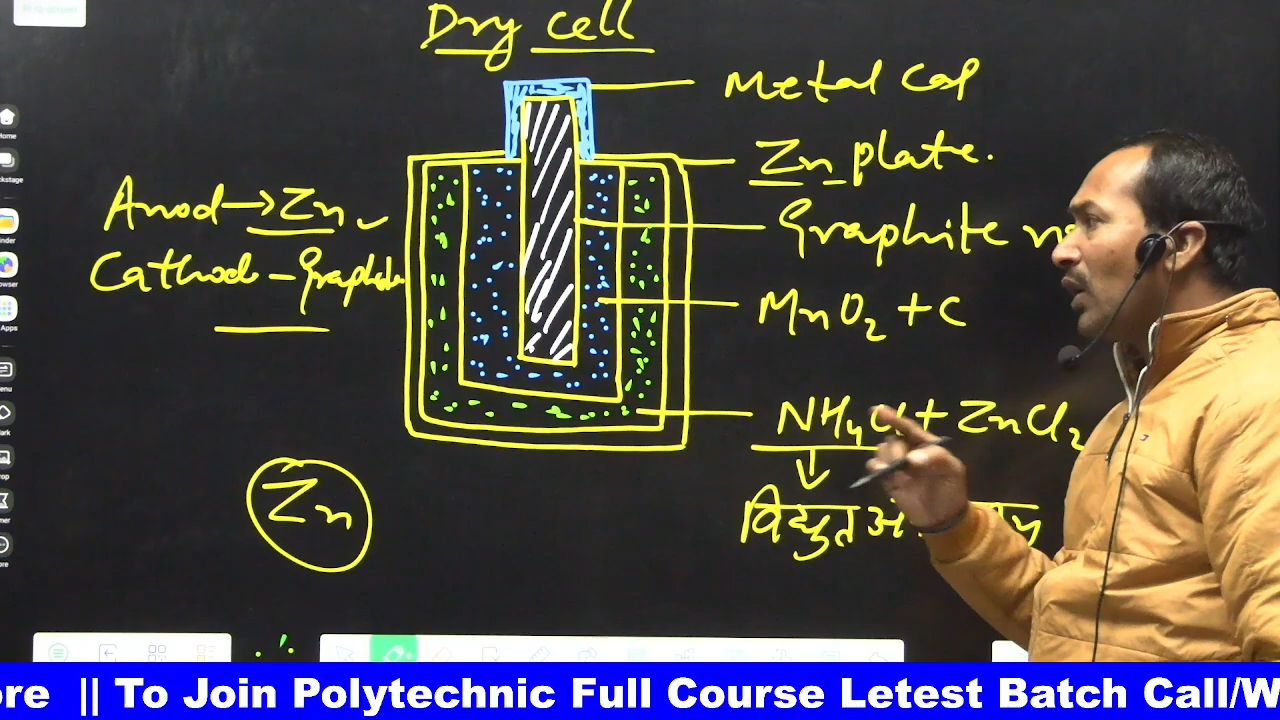 Dry cell
Metal Cap
Zn plate.
Anod → Zn
Graphite
Cathod - Graphite
MnO2 + C
NH4Cl + ZnCl2
विद्युत
Zn
|| To Join Polytechnic Full Course Letest Batch Call/W